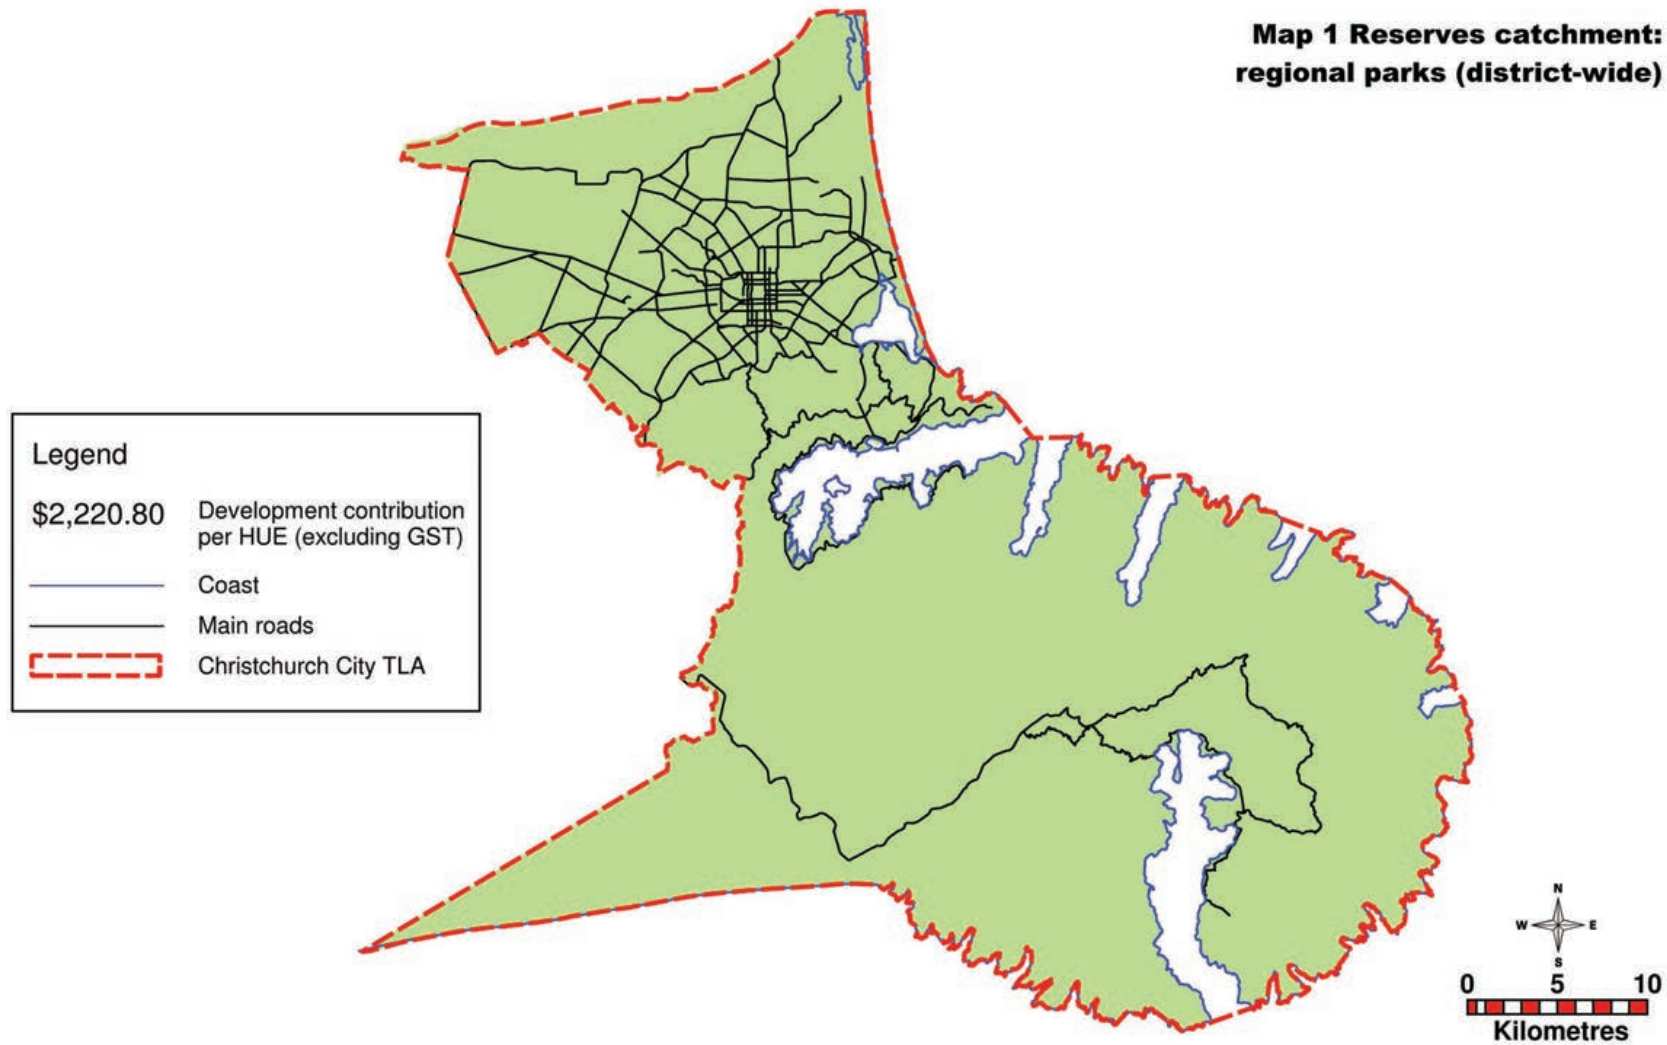 Map 1 Reserves catchment:
regional parks (district-wide)
Legend
$2,220.80 Development contribution
per HUE (excluding GST)
Coast
Main roads
Christchurch City TLA
N
W E
S
0 5 10
Kilometres